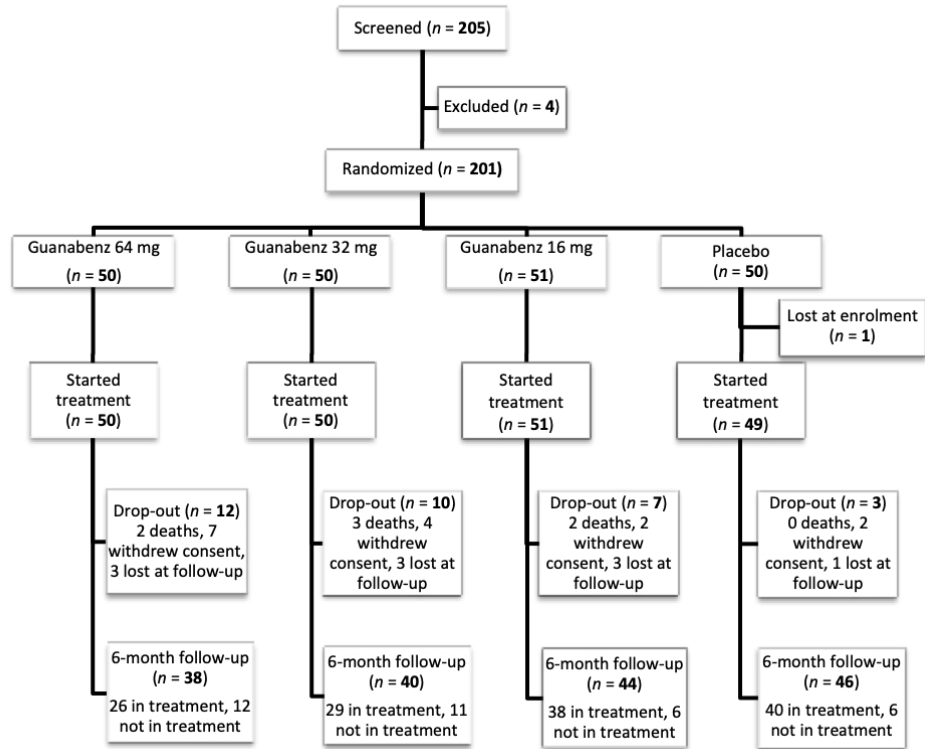 Screened (n = 205)
Excluded (n = 4)
Randomized (n = 201)
Guanabenz 64 mg
(n = 50)
Guanabenz 32 mg
(n = 50)
Guanabenz 16 mg
(n = 51)
Placebo
(n = 50)
Lost at enrolment
(n = 1)
Started
treatment
(n = 50)
Started
treatment
(n = 50)
Started
treatment
(n = 51)
Started
treatment
(n = 49)
Drop-out (n = 12)
2 deaths, 7
withdrew consent,
3 lost at follow-up
Drop-out (n = 10)
3 deaths, 4
withdrew
consent, 3 lost at
follow-up
Drop-out (n = 7)
2 deaths, 2
withdrew
consent, 3 lost at
follow-up
Drop-out (n = 3)
0 deaths, 2
withdrew
consent, 1 lost at
follow-up
6-month follow-up
(n = 38)
26 in treatment, 12
not in treatment
6-month follow-up
(n = 40)
29 in treatment, 11
not in treatment
6-month follow-up
(n = 44)
38 in treatment, 6
not in treatment
6-month follow-up
(n = 46)
40 in treatment, 6
not in treatment